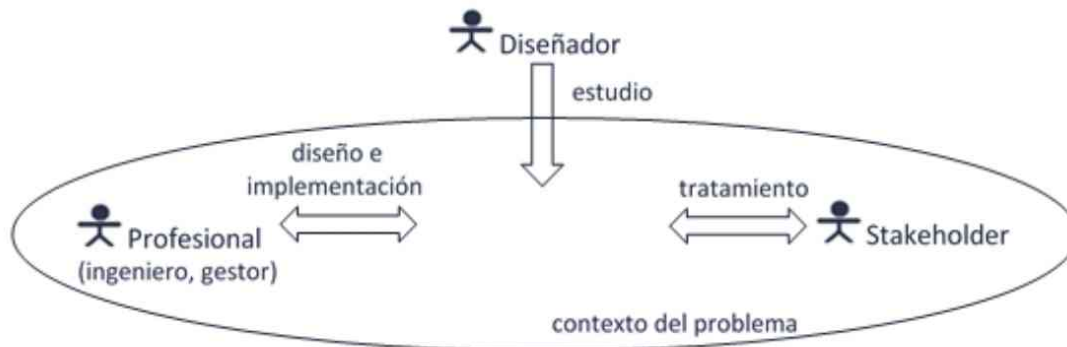 Diseñador
estudio
diseño e
implementación
tratamiento
Profesional
(ingeniero, gestor)
Stakeholder
contexto del problema